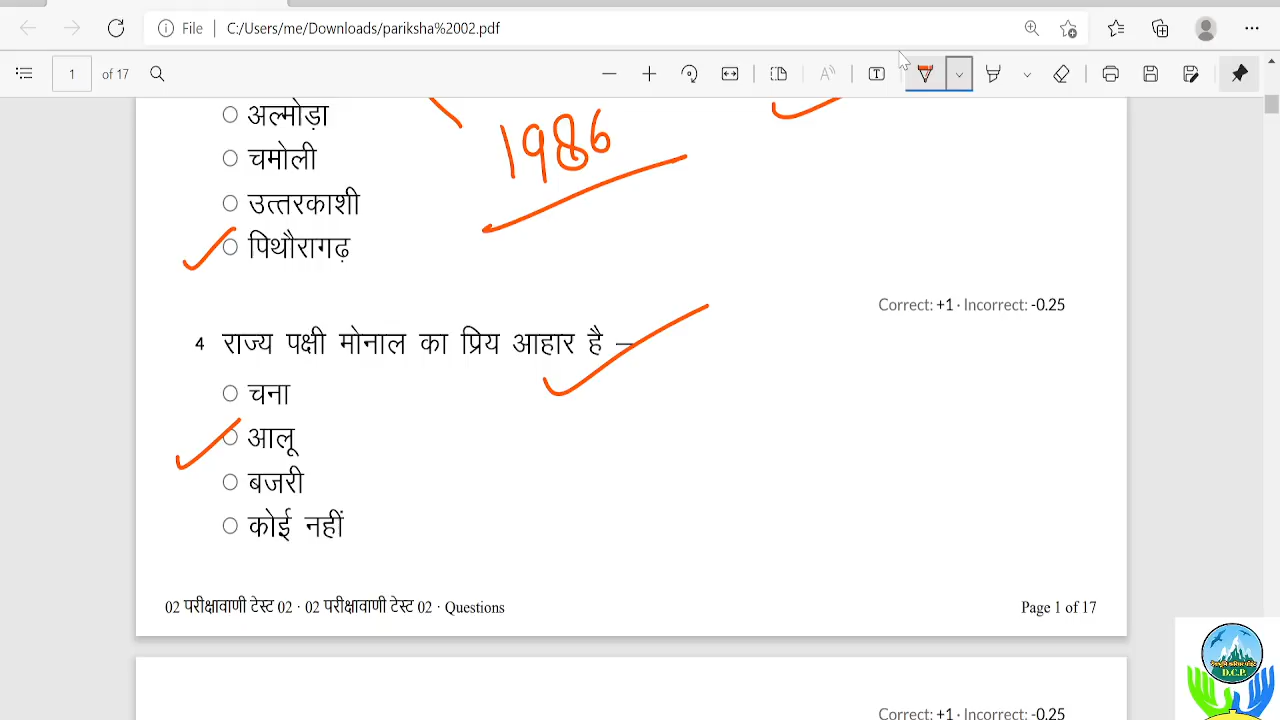 File C:/Users/me/Downloads/pariksha%2002.pdf
1 of 17
अल्मोड़ा
1986
चमोली
उत्तरकाशी
पिथौरागढ़
Correct: +1 · Incorrect: -0.25
4 राज्य पक्षी मोनाल का प्रिय आहार है –
चना
आलू
बजरी
कोई नहीं
02 परीक्षावाणी टेस्ट 02 · 02 परीक्षावाणी टेस्ट 02 · Questions Page 1 of 17
Correct: +1 · Incorrect: -0.25
D.C.P.